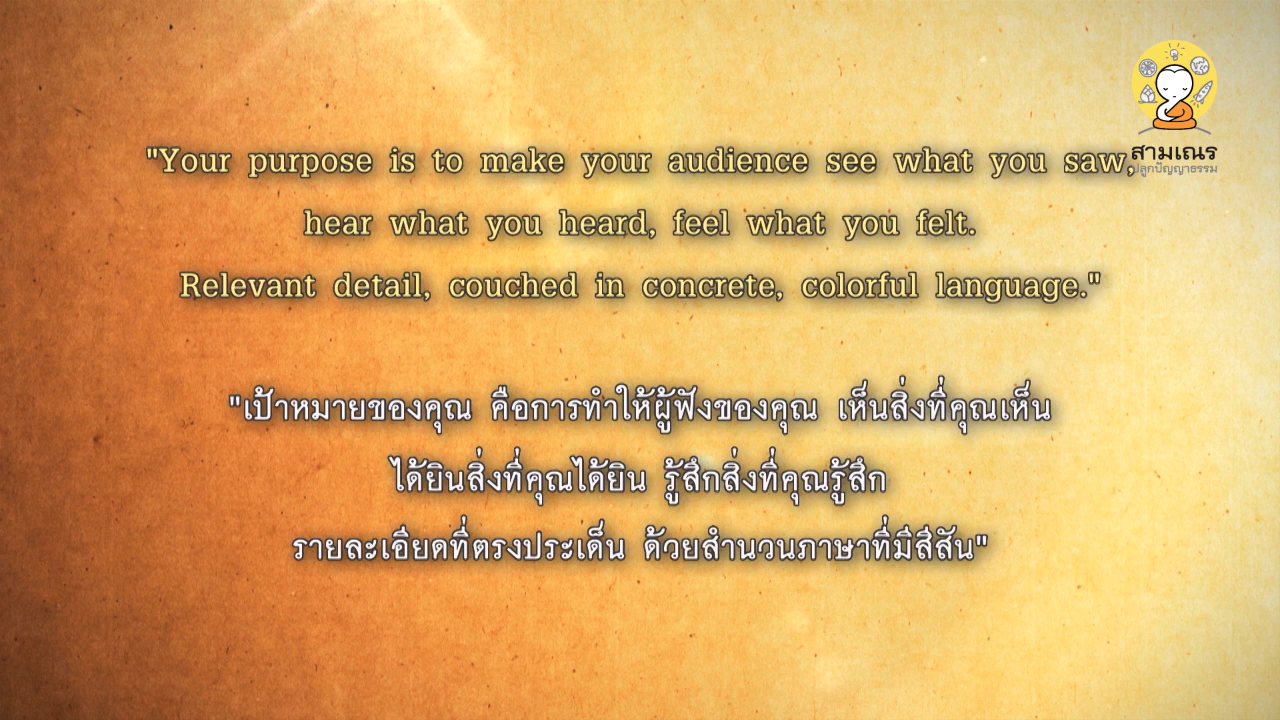 "Your purpose is to make your audience see what you saw,
hear what you heard, feel what you felt.
Relevant detail, couched in concrete, colorful language."
"เป้าหมายของคุณ คือการทำให้ผู้ฟังของคุณ เห็นสิ่งที่คุณเห็น
ได้ยินสิ่งที่คุณได้ยิน รู้สึกสิ่งที่คุณรู้สึก
รายละเอียดที่ตรงประเด็น ด้วยสำนวนภาษาที่มีสีสัน"
สามเณร
ปลูกปัญญาธรรม